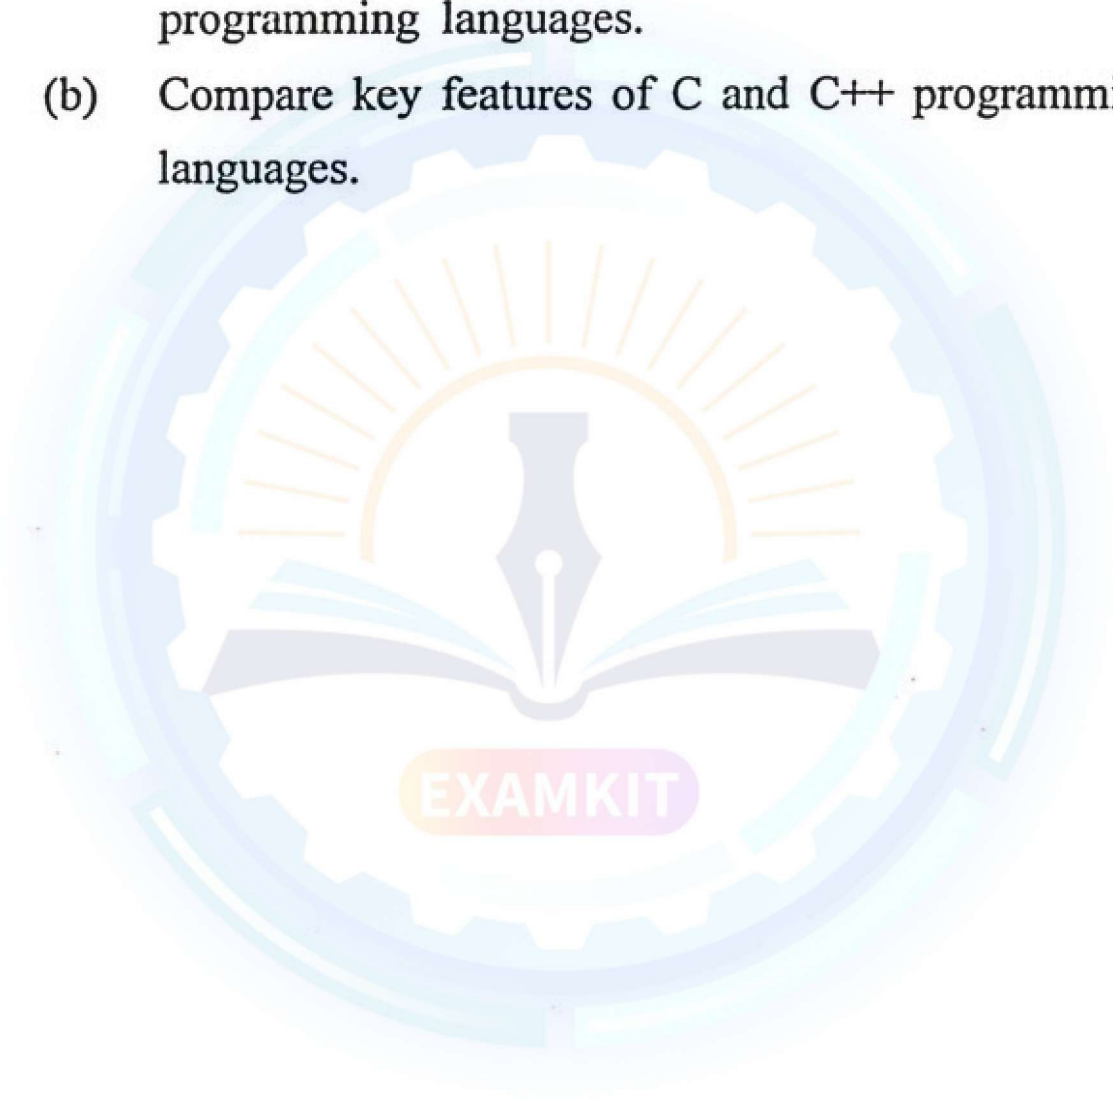 programming languages.
(b) Compare key features of C and C++ programmi
languages.
EXAMKIT